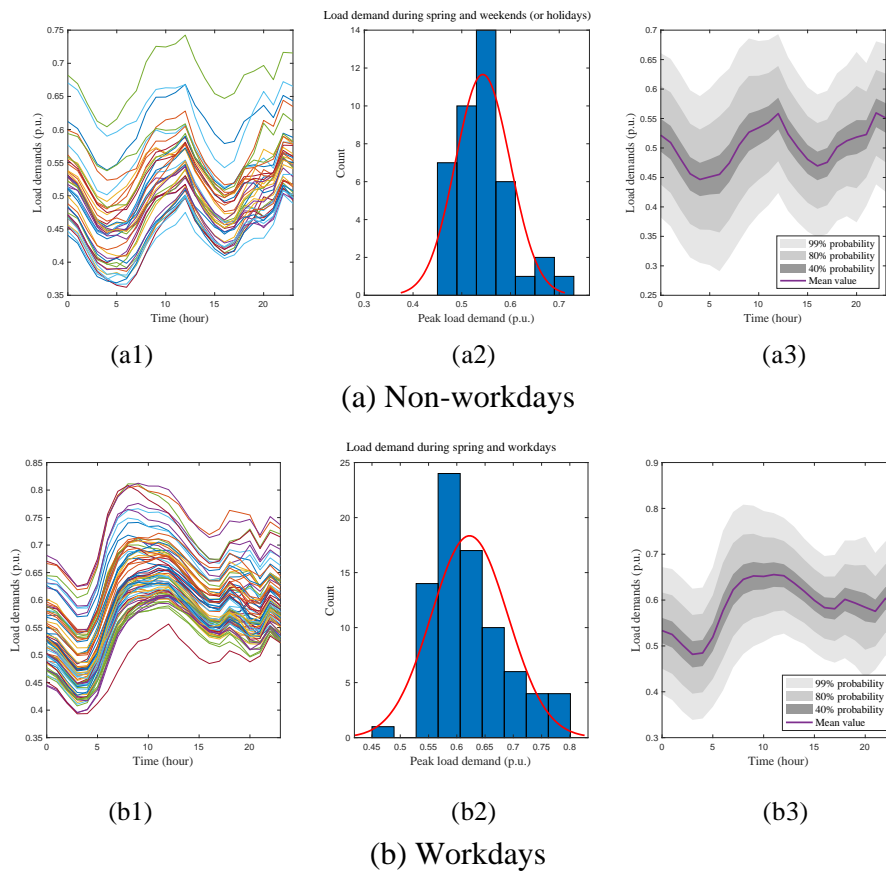 0.75
0.7
0.65
0.6
0.55
0.5
0.45
0.4
0.35
0 5 10 15 20
Load demands (p.u.)
Time (hour)
(a1)
Load demand during spring and weekends (or holidays)
14
12
10
8
6
4
2
0
0.3 0.4 0.5 0.6 0.7
Count
Peak load demand (p.u.)
(a2)
0.7
0.65
0.6
0.55
0.5
0.45
0.4
0.35
0.3
0.25
0 5 10 15 20
Load demands (p.u.)
Time (hour)
99% probability
80% probability
40% probability
Mean value
(a3)
(a) Non-workdays
0.85
0.8
0.75
0.7
0.65
0.6
0.55
0.5
0.45
0.4
0.35
0 5 10 15 20
Load demands (p.u.)
Time (hour)
(b1)
Load demand during spring and workdays
25
20
15
10
5
0
0.45 0.5 0.55 0.6 0.65 0.7 0.75 0.8
Count
Peak load demand (p.u.)
(b2)
0.9
0.8
0.7
0.6
0.5
0.4
0.3
0 5 10 15 20
Load demands (p.u.)
Time (hour)
99% probability
80% probability
40% probability
Mean value
(b3)
(b) Workdays